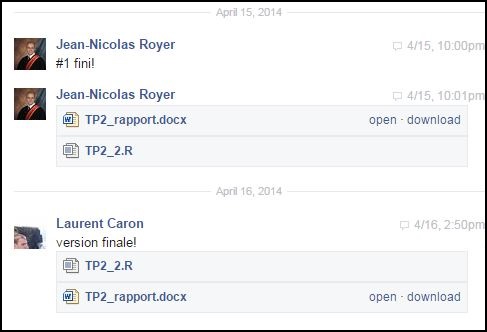 April 15, 2014
Jean-Nicolas Royer 4/15, 10:00pm
#1 fini!
Jean-Nicolas Royer 4/15, 10:01pm
TP2_rapport.docx open · download
TP2_2.R
April 16, 2014
Laurent Caron 4/16, 2:50pm
version finale!
TP2_2.R
TP2_rapport.docx open · download